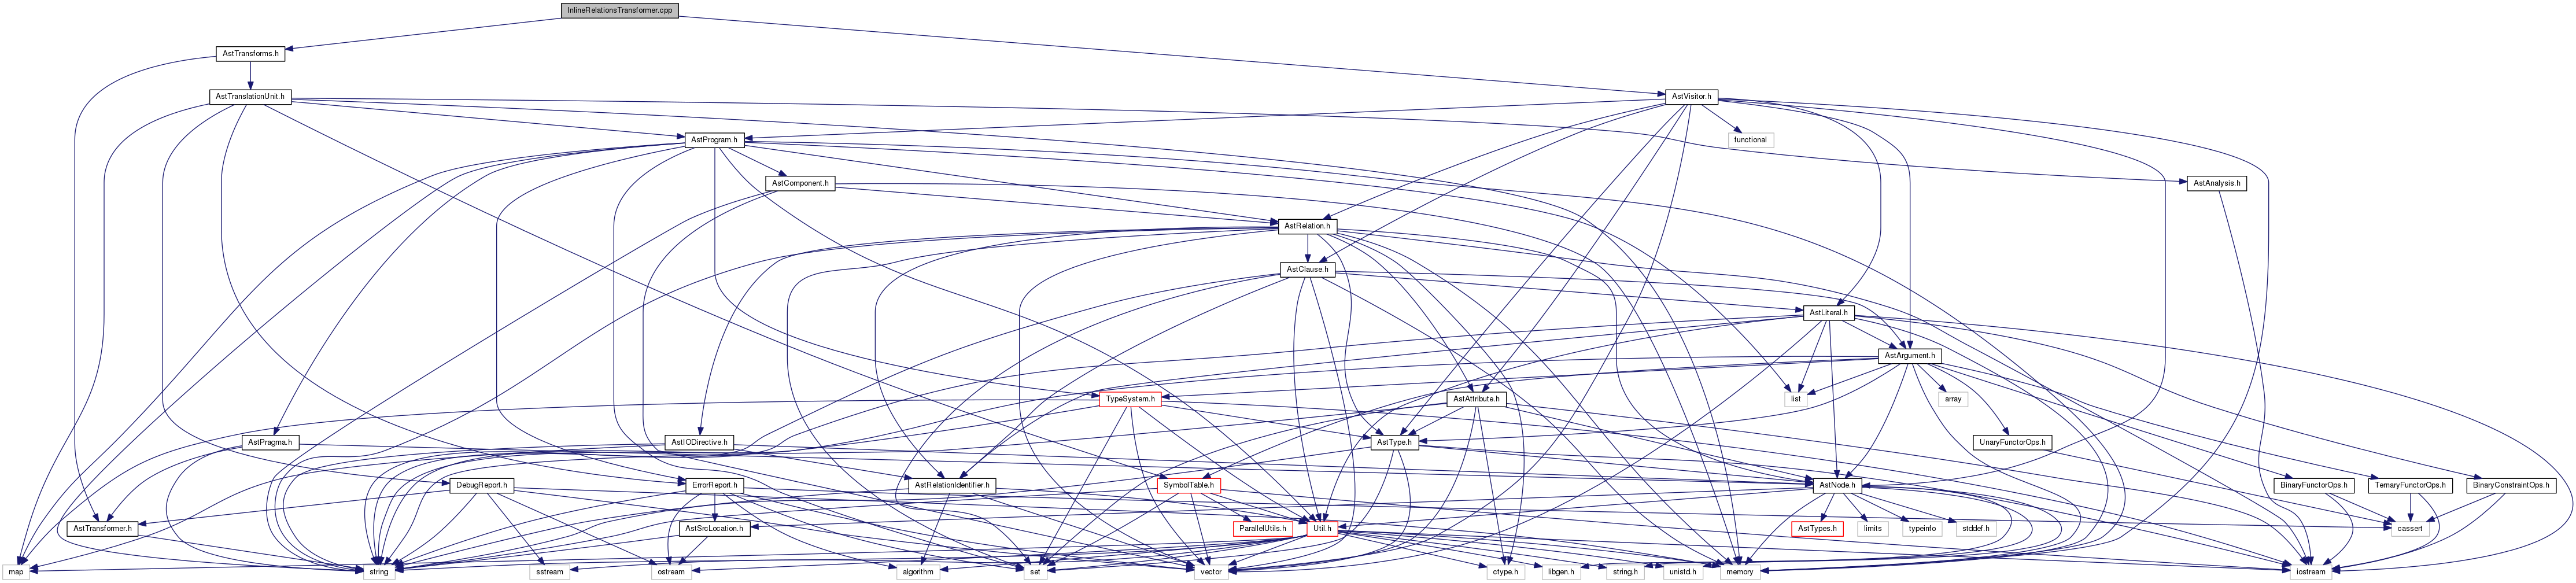 InlineRelationsTransformer.cpp
AstTransforms.h
AstTranslationUnit.h
AstVisitor.h
AstProgram.h
functional
AstComponent.h
AstAnalysis.h
AstRelation.h
AstClause.h
AstLiteral.h
AstArgument.h
TypeSystem.h
AstAttribute.h
list
array
AstPragma.h
AstIODirective.h
AstType.h
UnaryFunctorOps.h
DebugReport.h
ErrorReport.h
AstRelationIdentifier.h
SymbolTable.h
AstNode.h
BinaryFunctorOps.h
TernaryFunctorOps.h
BinaryConstraintOps.h
AstTransformer.h
AstSrcLocation.h
ParallelUtils.h
Util.h
AstTypes.h
limits
typeinfo
stddef.h
cassert
map
string
sstream
ostream
algorithm
set
vector
ctype.h
libgen.h
string.h
unistd.h
memory
iostream